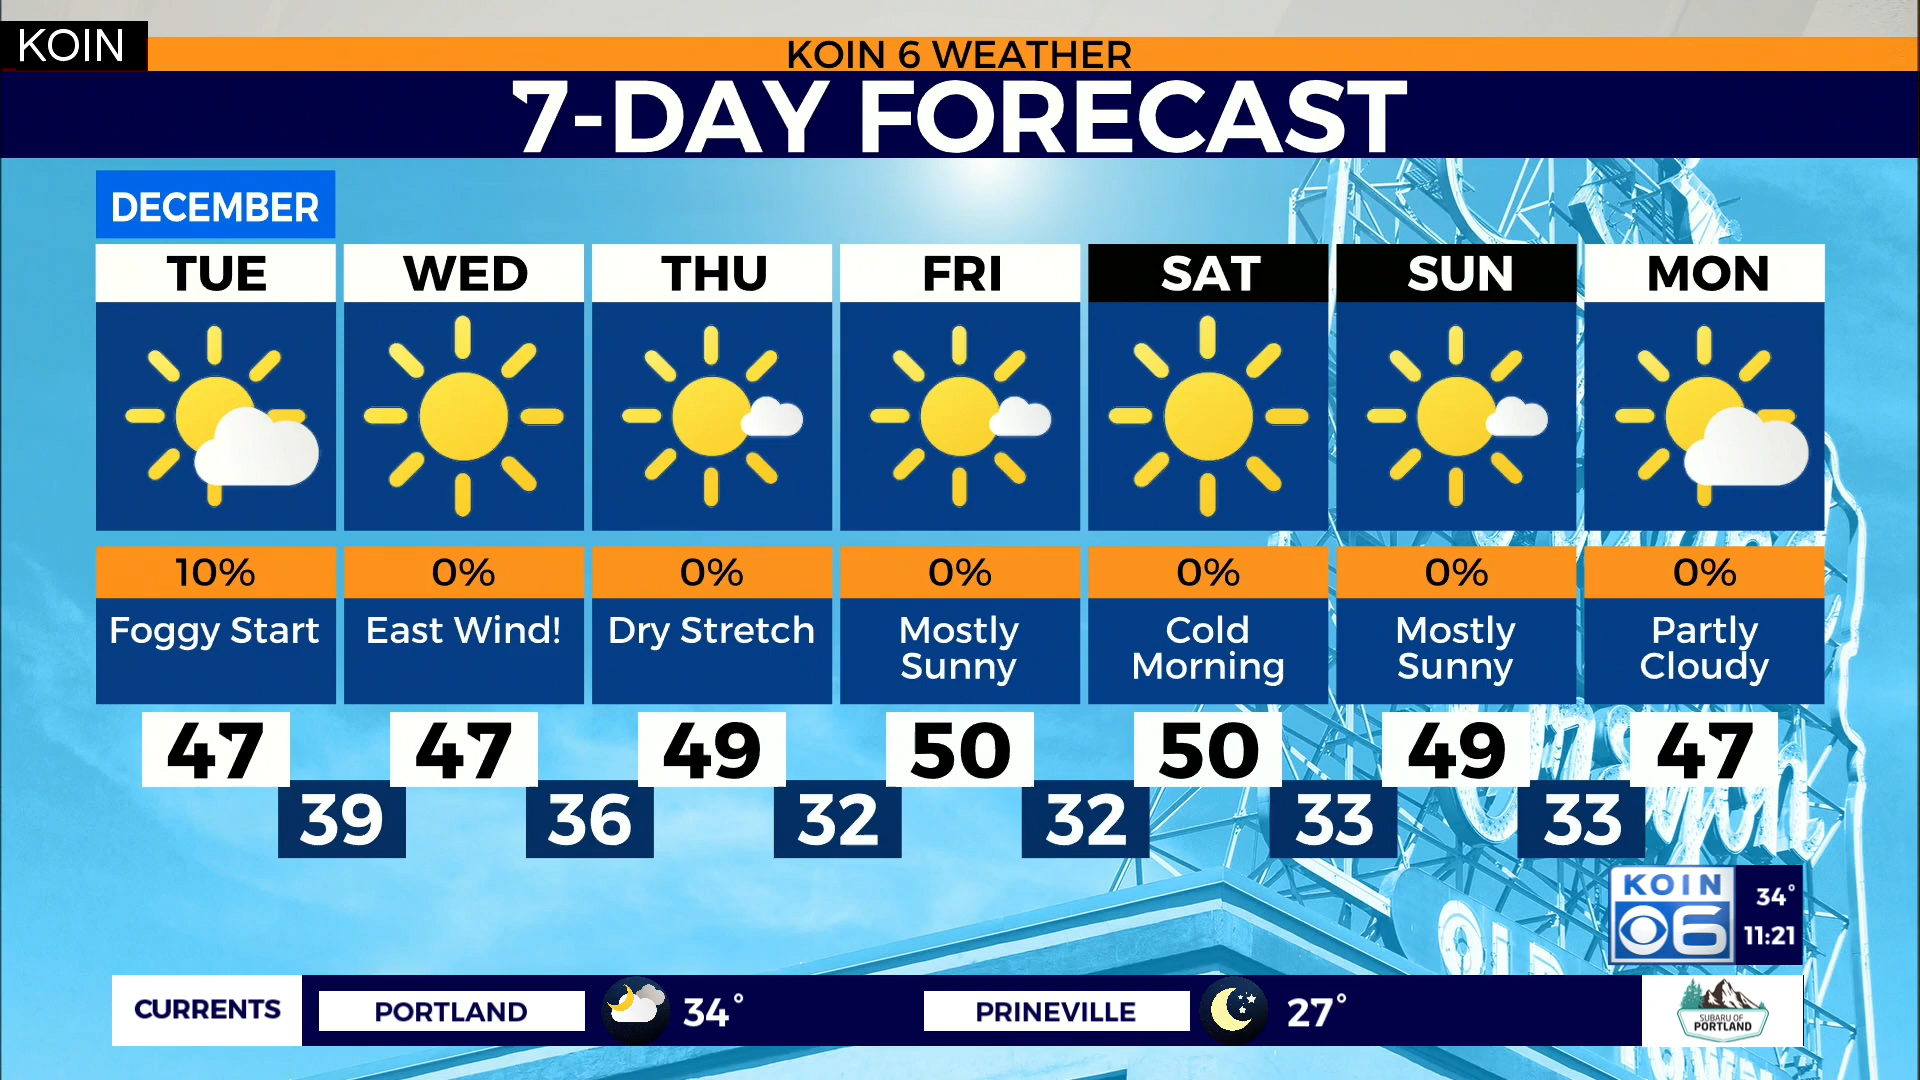 KOIN
KOIN 6 WEATHER
7-DAY FORECAST
DECEMBER
TUE WED THU FRI SAT SUN MON
10% 0% 0% 0% 0% 0% 0%
Foggy Start East Wind! Dry Stretch Mostly Sunny Cold Morning Mostly Sunny Partly Cloudy
47 47 49 50 50 49 47
39 36 32 32 33 33
KOIN 6
34°
11:21
CURRENTS PORTLAND 34° PRINEVILLE 27°
SUBARU OF
PORTLAND
OLD